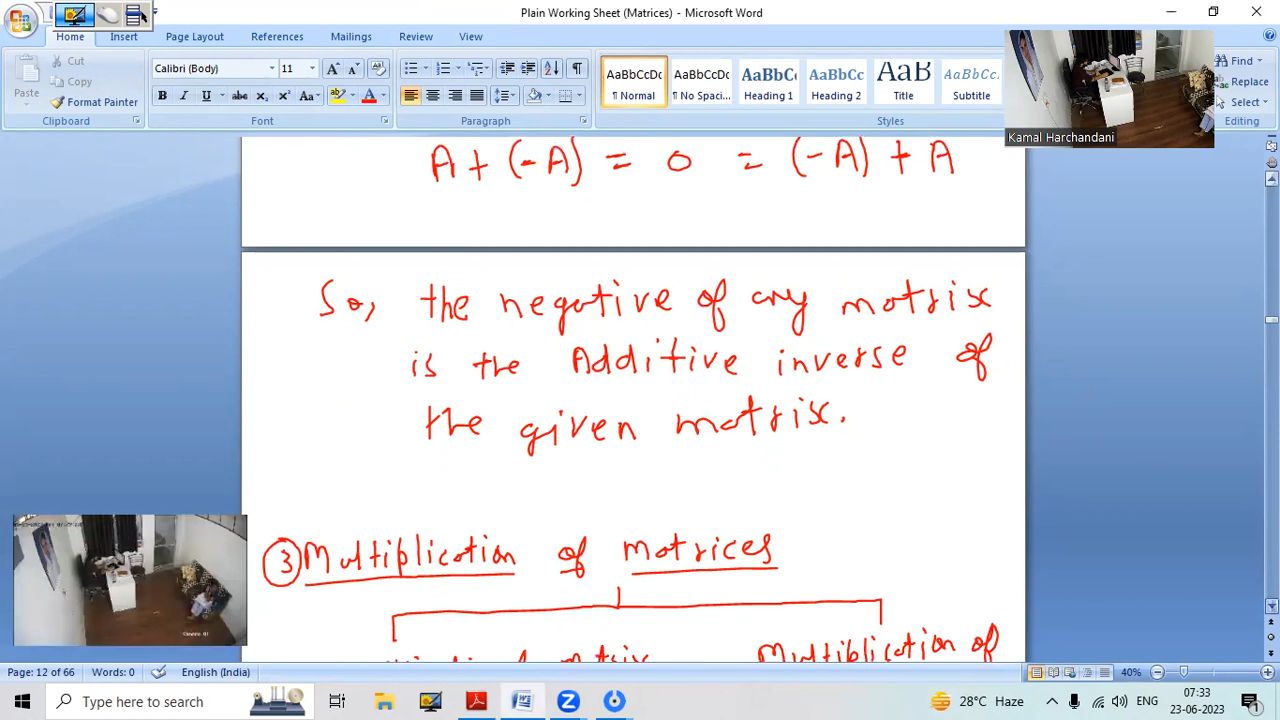 Plain Working Sheet (Matrices) - Microsoft Word
Home Insert Page Layout References Mailings Review View
Cut
Copy
Paste
Format Painter
Clipboard
Calibri (Body) 11
Font
Paragraph
AaBbCcDc AaBbCcDc AaBbCc AaBbCc AaB AaBbCc
¶ Normal ¶ No Spaci... Heading 1 Heading 2 Title Subtitle
Styles
Find
Replace
Select
Editing
Kamal Harchandani
A + (-A) = 0 = (-A) + A
So, the negative of any matrix
is the Additive inverse of
the given matrix.
③ Multiplication of matrices
matrix Multiplication of
Page: 12 of 66 Words: 0 English (India) 40%
Type here to search
28°C Haze ENG 07:33
23-06-2023